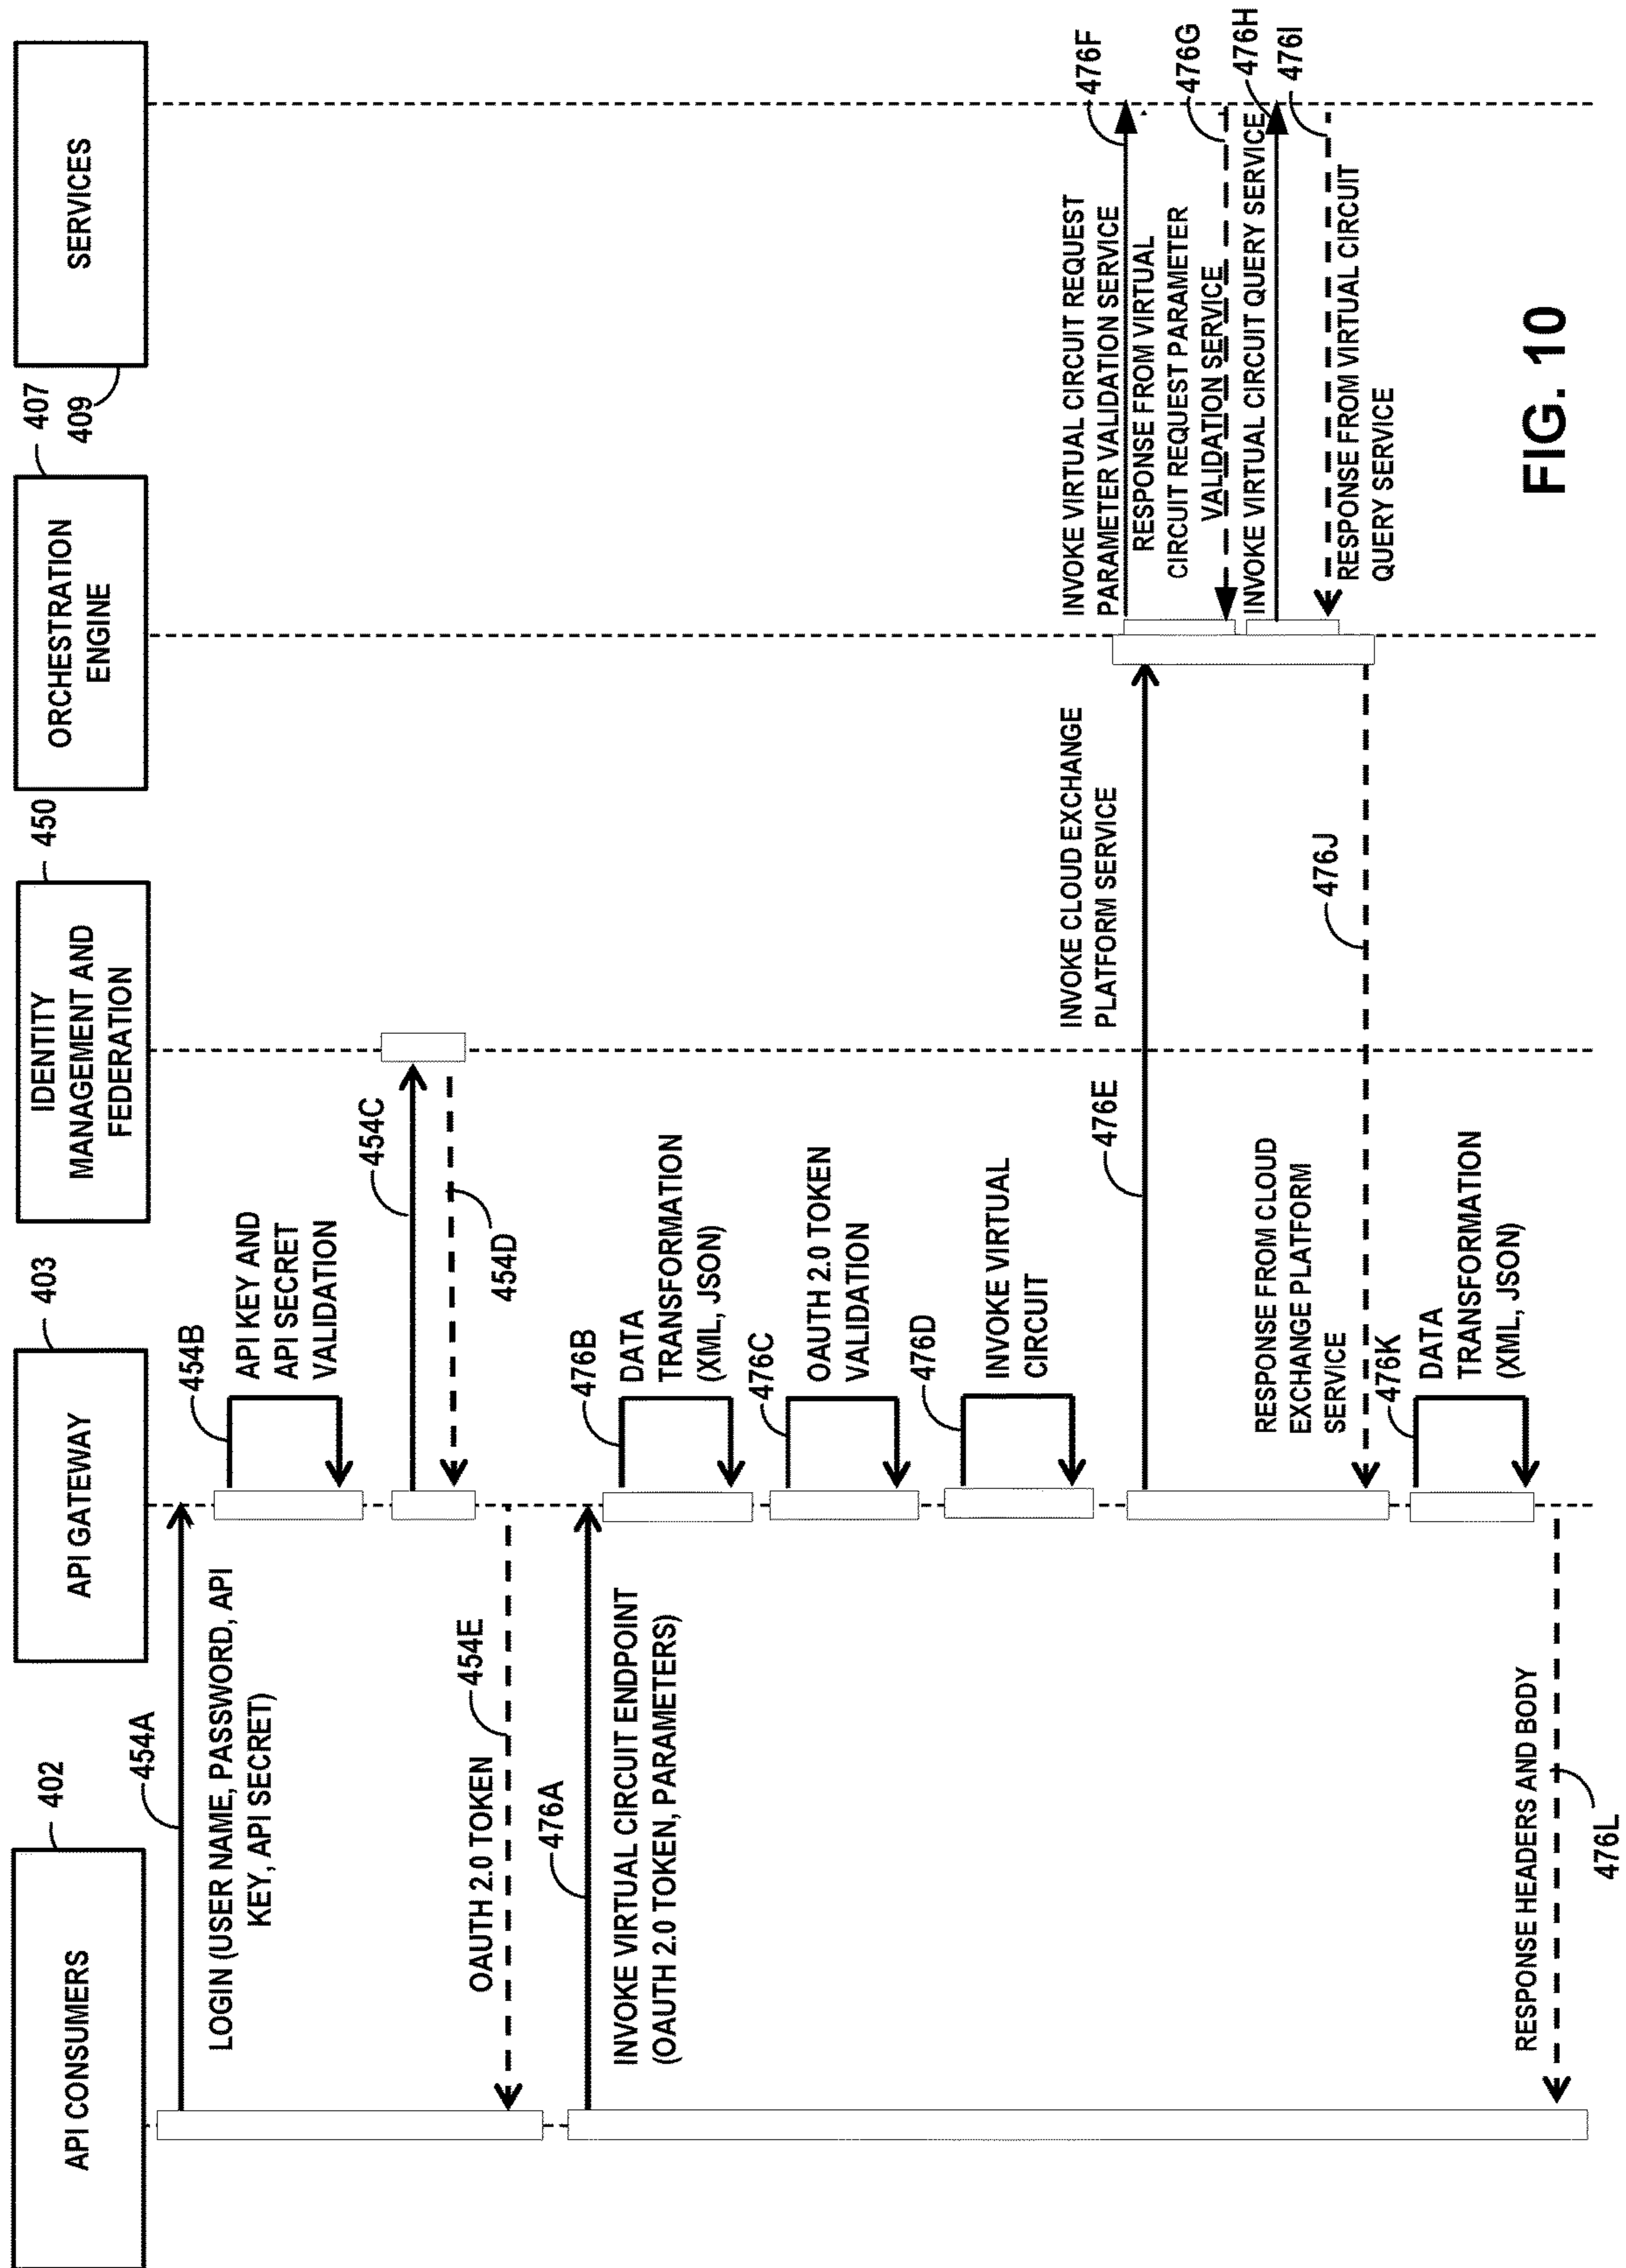 API CONSUMERS
402
API GATEWAY
403
IDENTITY
MANAGEMENT AND
FEDERATION
450
ORCHESTRATION
ENGINE
407
SERVICES
409
454A
LOGIN (USER NAME, PASSWORD, API
KEY, API SECRET)
454B
API KEY AND
API SECRET
VALIDATION
454C
454D
OAUTH 2.0 TOKEN
454E
476A
INVOKE VIRTUAL CIRCUIT ENDPOINT
(OAUTH 2.0 TOKEN, PARAMETERS)
476B
DATA
TRANSFORMATION
(XML, JSON)
476C
OAUTH 2.0 TOKEN
VALIDATION
476D
INVOKE VIRTUAL
CIRCUIT
476E
INVOKE CLOUD EXCHANGE
PLATFORM SERVICE
INVOKE VIRTUAL CIRCUIT REQUEST
PARAMETER VALIDATION SERVICE
476F
RESPONSE FROM VIRTUAL
CIRCUIT REQUEST PARAMETER
VALIDATION SERVICE
476G
INVOKE VIRTUAL CIRCUIT QUERY SERVICE
476H
476I
RESPONSE FROM VIRTUAL CIRCUIT
QUERY SERVICE
RESPONSE FROM CLOUD
EXCHANGE PLATFORM
SERVICE
476J
476K
DATA
TRANSFORMATION
(XML, JSON)
RESPONSE HEADERS AND BODY
476L
FIG. 10